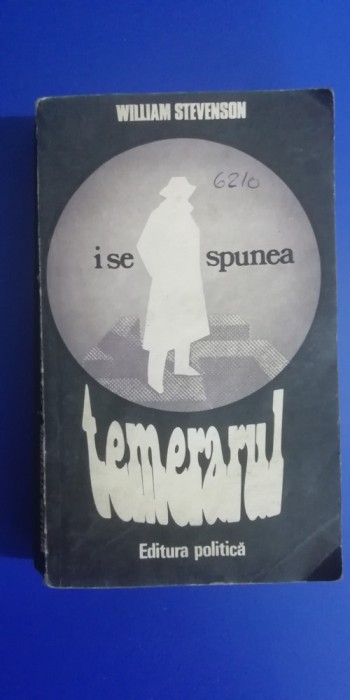 WILLIAM STEVENSON
6210
i se spunea
temerarul
Editura politică